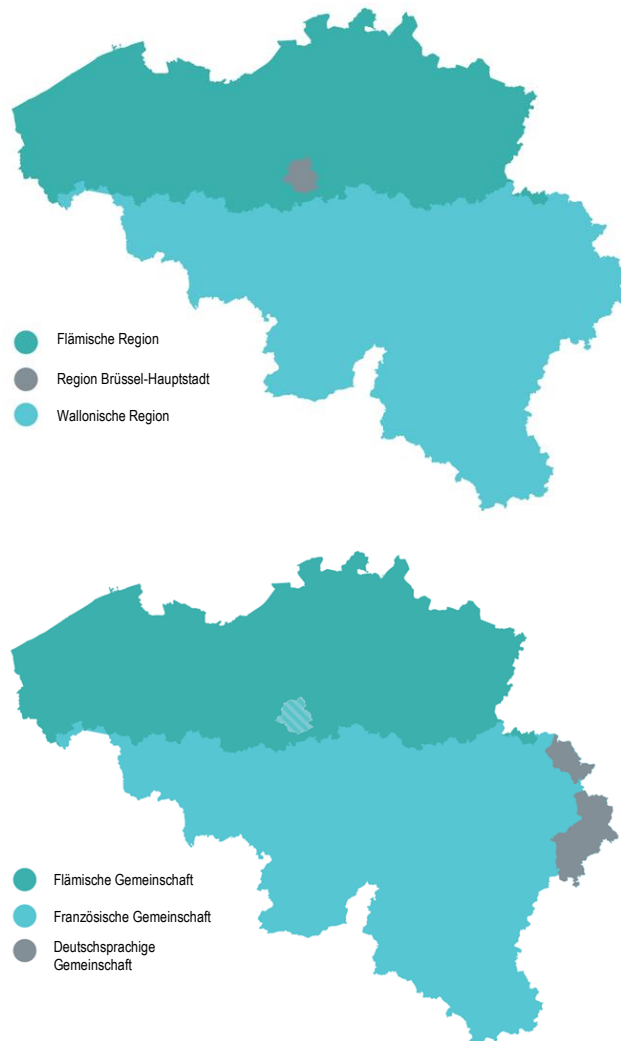 Flämische Region
Region Brüssel-Hauptstadt
Wallonische Region
Flämische Gemeinschaft
Französische Gemeinschaft
Deutschsprachige
Gemeinschaft